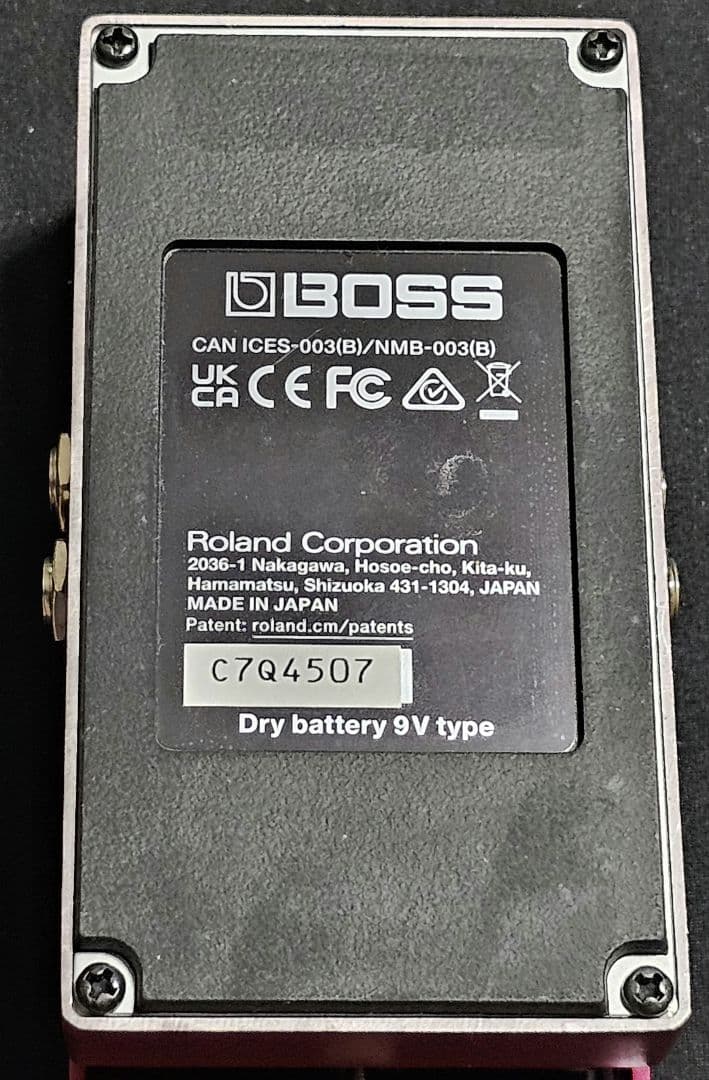 BOSS
CAN ICES-003(B)/NMB-003(B)
UK CA CE FC
Roland Corporation
2036-1 Nakagawa, Hosoe-cho, Kita-ku,
Hamamatsu, Shizuoka 431-1304, JAPAN
MADE IN JAPAN
Patent: roland.cm/patents
C7Q4507
Dry battery 9V type